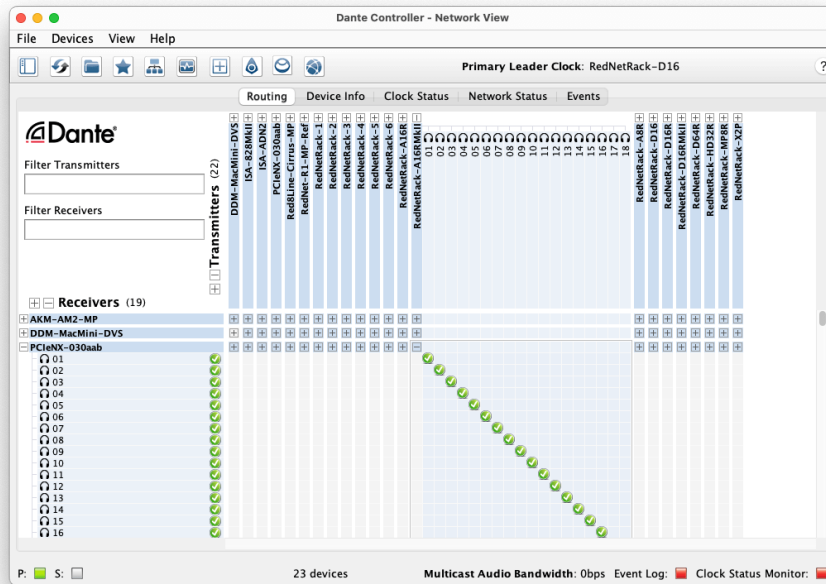 Dante Controller - Network View
File Devices View Help
Primary Leader Clock: RedNetRack-D16
?
Routing Device Info Clock Status Network Status Events
Dante
Filter Transmitters
Filter Receivers
Transmitters (22)
DDM-MacMini-DVS
ISA-828MkII
ISA-ADN2
PCIeNX-030aab
Red8Line-Cirrus-MP
RedNet-R1-MP-Ref
RedNetRack-1
RedNetRack-2
RedNetRack-3
RedNetRack-4
RedNetRack-5
RedNetRack-6
RedNetRack-A16R
RedNetRack-A16RMkII
01
02
03
04
05
06
07
08
09
10
11
12
13
14
15
16
17
18
RedNetRack-A8R
RedNetRack-D16
RedNetRack-D16R
RedNetRack-D16RMkII
RedNetRack-D64R
RedNetRack-HD32R
RedNetRack-MP8R
RedNetRack-X2P
Receivers (19)
AKM-AM2-MP
DDM-MacMini-DVS
PCIeNX-030aab
01
02
03
04
05
06
07
08
09
10
11
12
13
14
15
16
P: S: 23 devices Multicast Audio Bandwidth: 0bps Event Log: Clock Status Monitor: